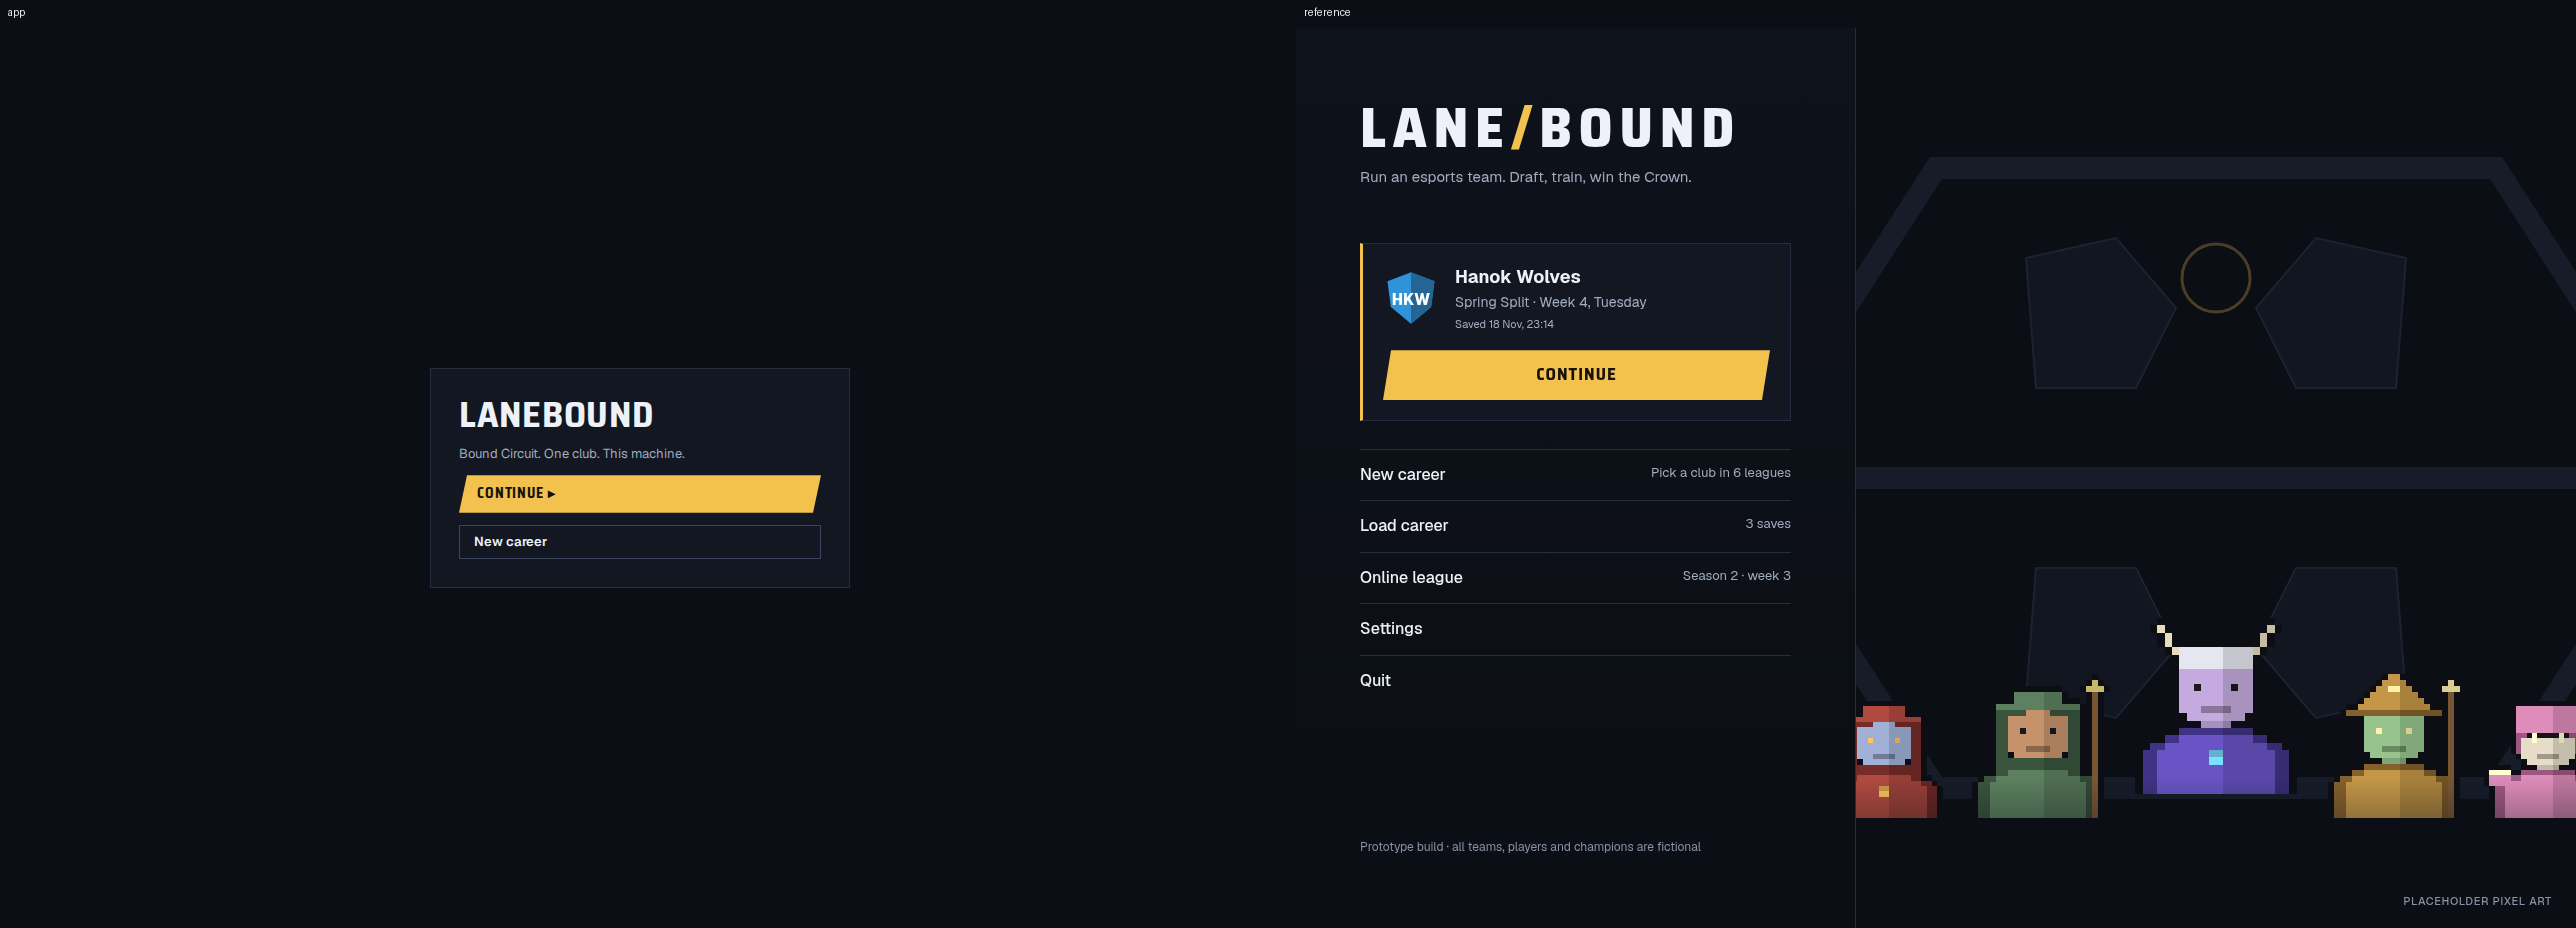 app
LANEBOUND
Bound Circuit. One club. This machine.
CONTINUE ▸
New career
reference
LANE/BOUND
Run an esports team. Draft, train, win the Crown.
HKW
Hanok Wolves
Spring Split · Week 4, Tuesday
Saved 18 Nov, 23:14
CONTINUE
New career Pick a club in 6 leagues
Load career 3 saves
Online league Season 2 · week 3
Settings
Quit
Prototype build · all teams, players and champions are fictional
PLACEHOLDER PIXEL ART